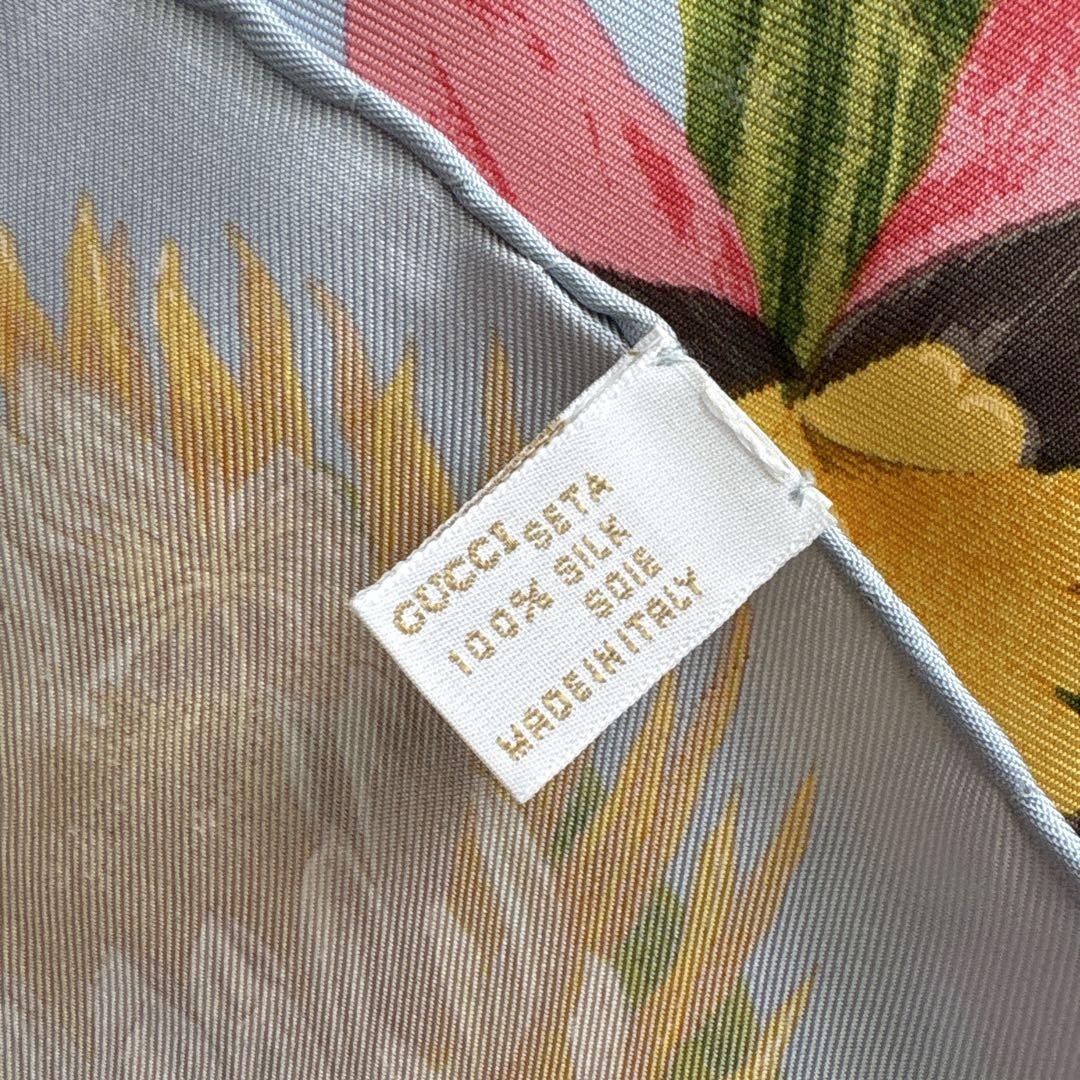 GUCCI
SETA
100% SILK
SOIE
MADE IN ITALY